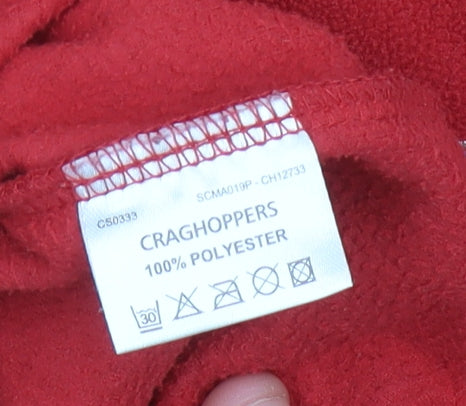 CS0333 SCMA019P - CH12733
CRAGHOPPERS
100% POLYESTER
30